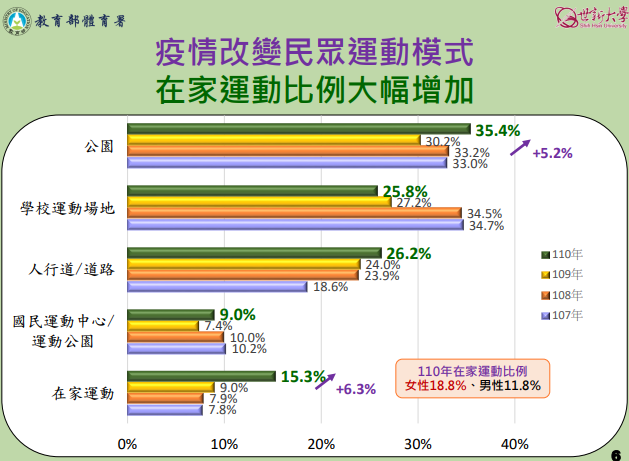 教育部體育署
世新大學
Shih Hsin University
疫情改變民眾運動模式
在家運動比例大幅增加
公園
35.4%
30.2%
33.2%
33.0%
+5.2%
學校運動場地
25.8%
27.2%
34.5%
34.7%
人行道/道路
26.2%
24.0%
23.9%
18.6%
110年
109年
108年
107年
國民運動中心/
運動公園
9.0%
7.4%
10.0%
10.2%
在家運動
15.3%
9.0%
7.9%
7.8%
+6.3%
110年在家運動比例
女性18.8%、男性11.8%
0%
10%
20%
30%
40%
6